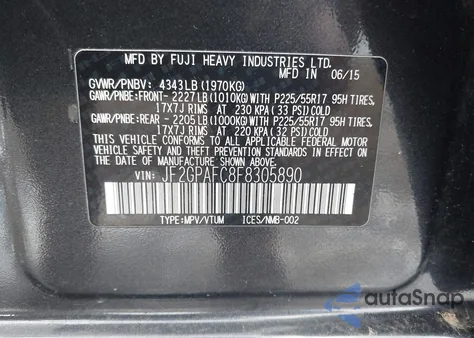 MFD BY FUJI HEAVY INDUSTRIES LTD.
MFD IN 06/15
GVWR/PNBV: 4343LB (1970KG)
GAWR/PNBE:FRONT- 2227LB(1010KG)WITH P225/55R17 95H TIRES,
17X7J RIMS AT 230 KPA( 33 PSI)COLD
GAWR/PNBE:REAR - 2205LB(1000KG)WITH P225/55R17 95H TIRES,
17X7J RIMS AT 220 KPA( 32 PSI)COLD
THIS VEHICLE CONFORMS TO ALL APPLICABLE FEDERAL MOTOR
VEHICLE SAFETY AND BUMPER STANDARDS IN EFFECT ON THE
DATE OF MANUFACTURE SHOWN ABOVE.
VIN: JF2GPAFC8F8305890
TYPE:MPV/VTUM ICES/NMB-002
autaSnap